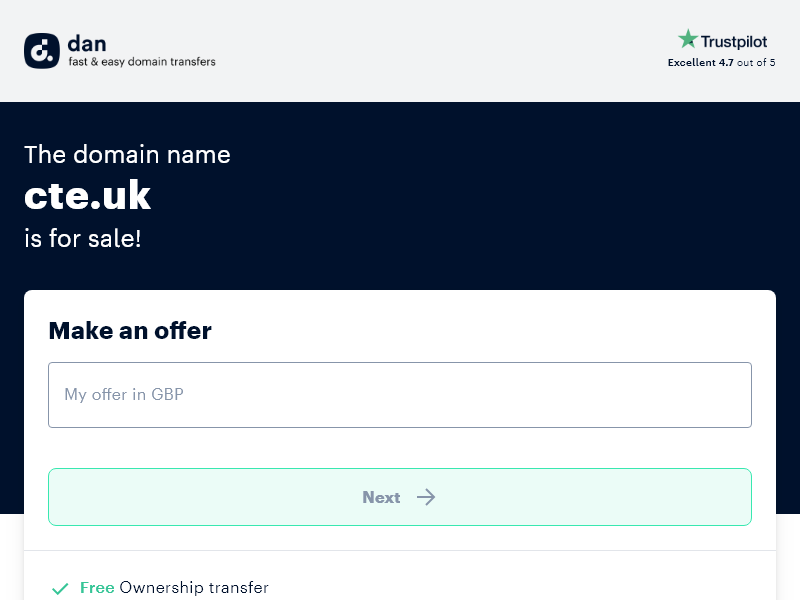 dan
fast & easy domain transfers
Trustpilot
Excellent 4.7 out of 5
The domain name
cte.uk
is for sale!
Make an offer
My offer in GBP
Next
Free Ownership transfer